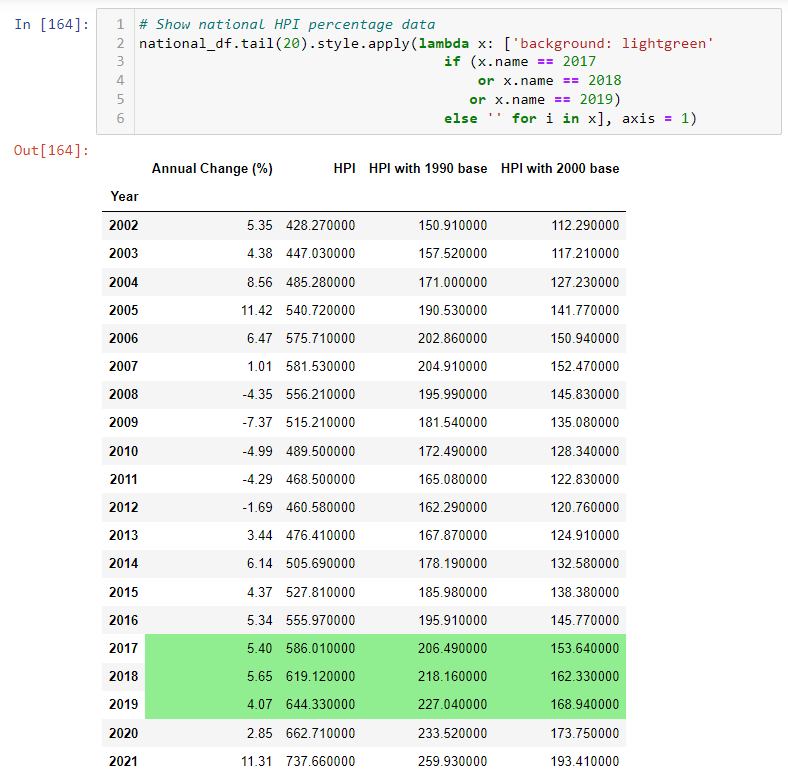 In [164]:
1 # Show national HPI percentage data
2 national_df.tail(20).style.apply(lambda x: ['background: lightgreen'
3 if (x.name == 2017
4 or x.name == 2018
5 or x.name == 2019)
6 else '' for i in x], axis = 1)
Out[164]:
Annual Change (%) HPI HPI with 1990 base HPI with 2000 base
Year
2002 5.35 428.270000 150.910000 112.290000
2003 4.38 447.030000 157.520000 117.210000
2004 8.56 485.280000 171.000000 127.230000
2005 11.42 540.720000 190.530000 141.770000
2006 6.47 575.710000 202.860000 150.940000
2007 1.01 581.530000 204.910000 152.470000
2008 -4.35 556.210000 195.990000 145.830000
2009 -7.37 515.210000 181.540000 135.080000
2010 -4.99 489.500000 172.490000 128.340000
2011 -4.29 468.500000 165.080000 122.830000
2012 -1.69 460.580000 162.290000 120.760000
2013 3.44 476.410000 167.870000 124.910000
2014 6.14 505.690000 178.190000 132.580000
2015 4.37 527.810000 185.980000 138.380000
2016 5.34 555.970000 195.910000 145.770000
2017 5.40 586.010000 206.490000 153.640000
2018 5.65 619.120000 218.160000 162.330000
2019 4.07 644.330000 227.040000 168.940000
2020 2.85 662.710000 233.520000 173.750000
2021 11.31 737.660000 259.930000 193.410000